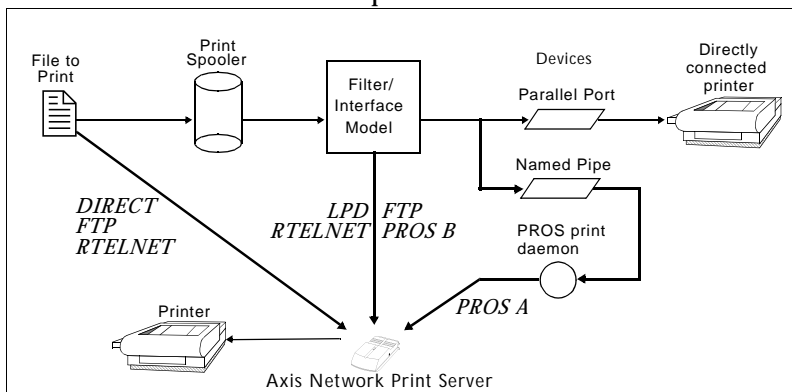 File to
Print
Print
Spooler
Filter/
Interface
Model
Devices
Parallel Port
Directly
connected
printer
Named Pipe
DIRECT
FTP
RTELNET
LPD FTP
RTELNET PROS B
PROS print
daemon
PROS A
Printer
Axis Network Print Server